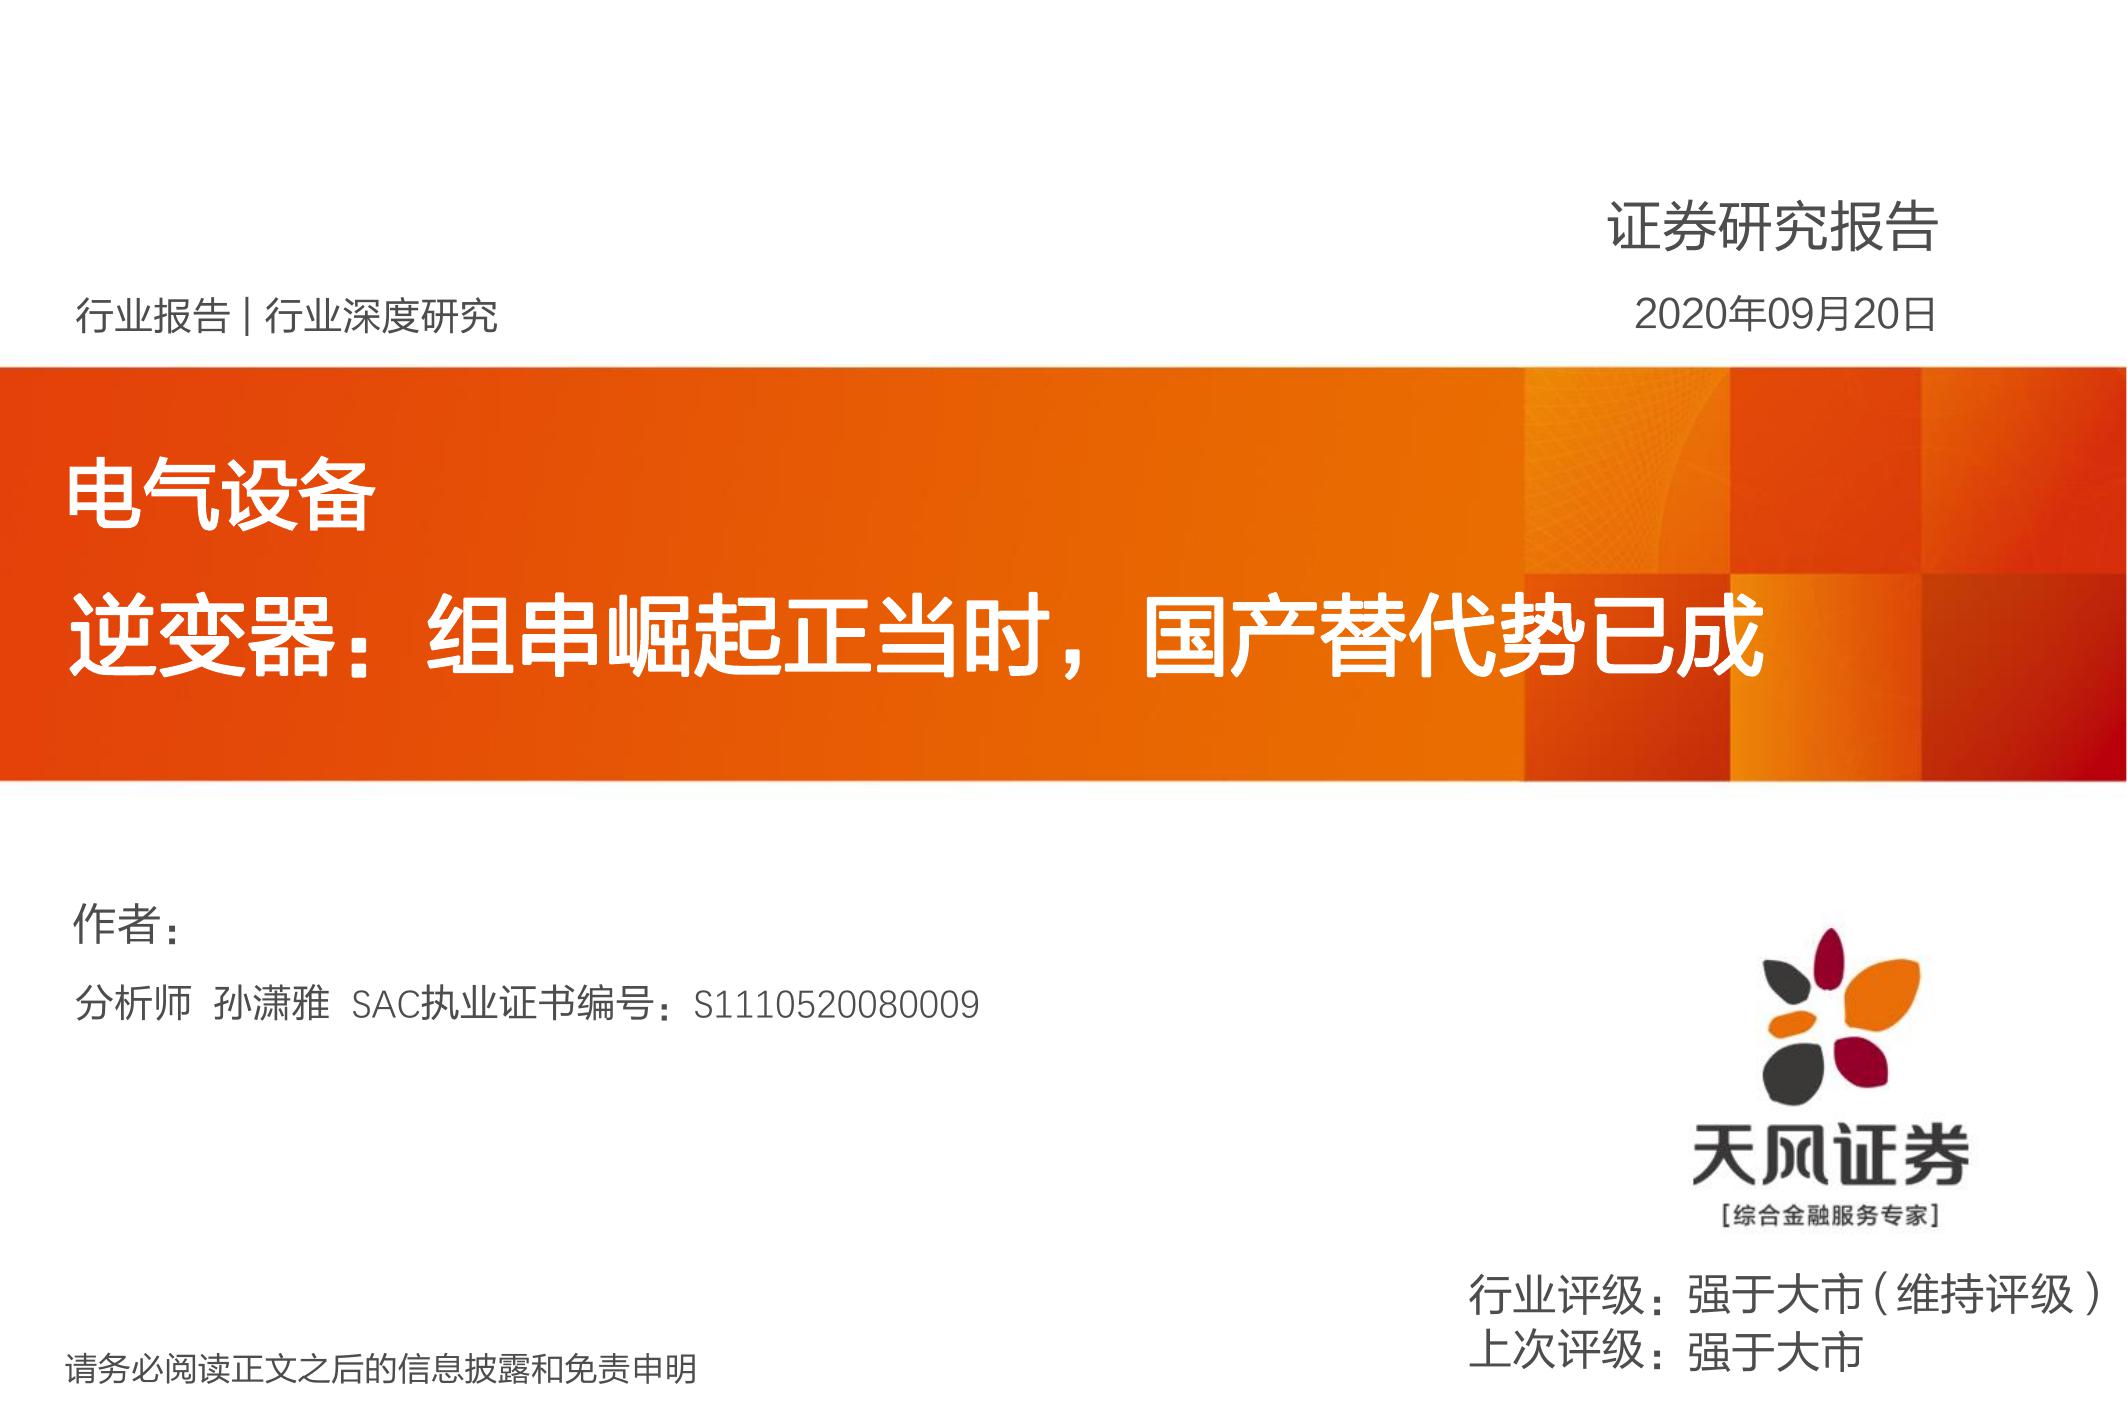 证券研究报告
行业报告 | 行业深度研究
2020年09月20日
电气设备
逆变器：组串崛起正当时，国产替代势已成
作者：
分析师 孙潇雅 SAC执业证书编号：S1110520080009
天风证券
[综合金融服务专家]
行业评级：强于大市（维持评级）
上次评级：强于大市
请务必阅读正文之后的信息披露和免责申明